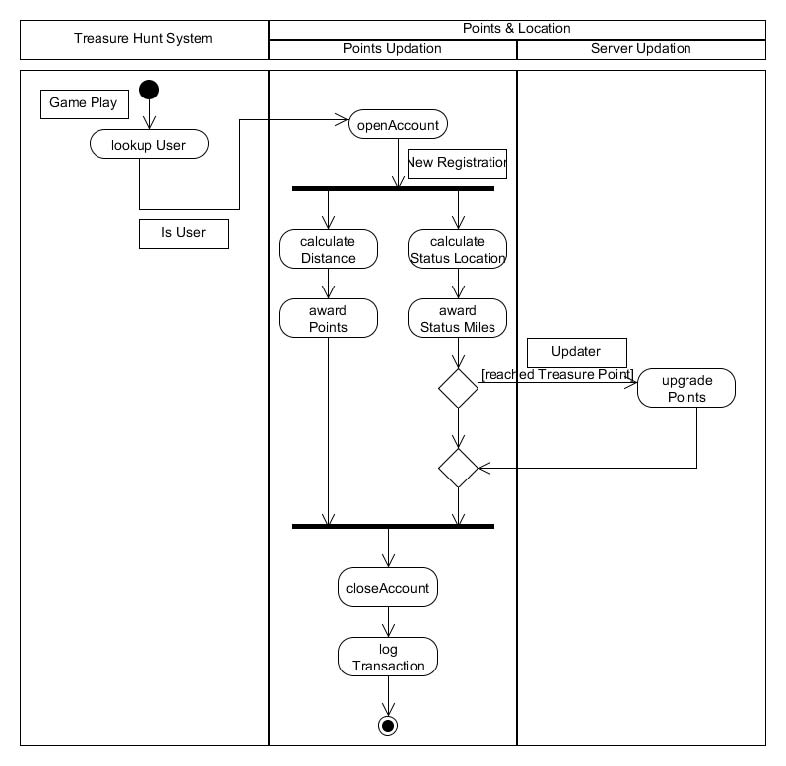 Treasure Hunt System
Points & Location
Points Updation
Server Updation
Game Play
lookup User
openAccount
New Registration
Is User
calculate
Distance
calculate
Status Location
award
Points
award
Status Miles
Updater
[reached Treasure Point]
upgrade
Points
closeAccount
log
Transaction